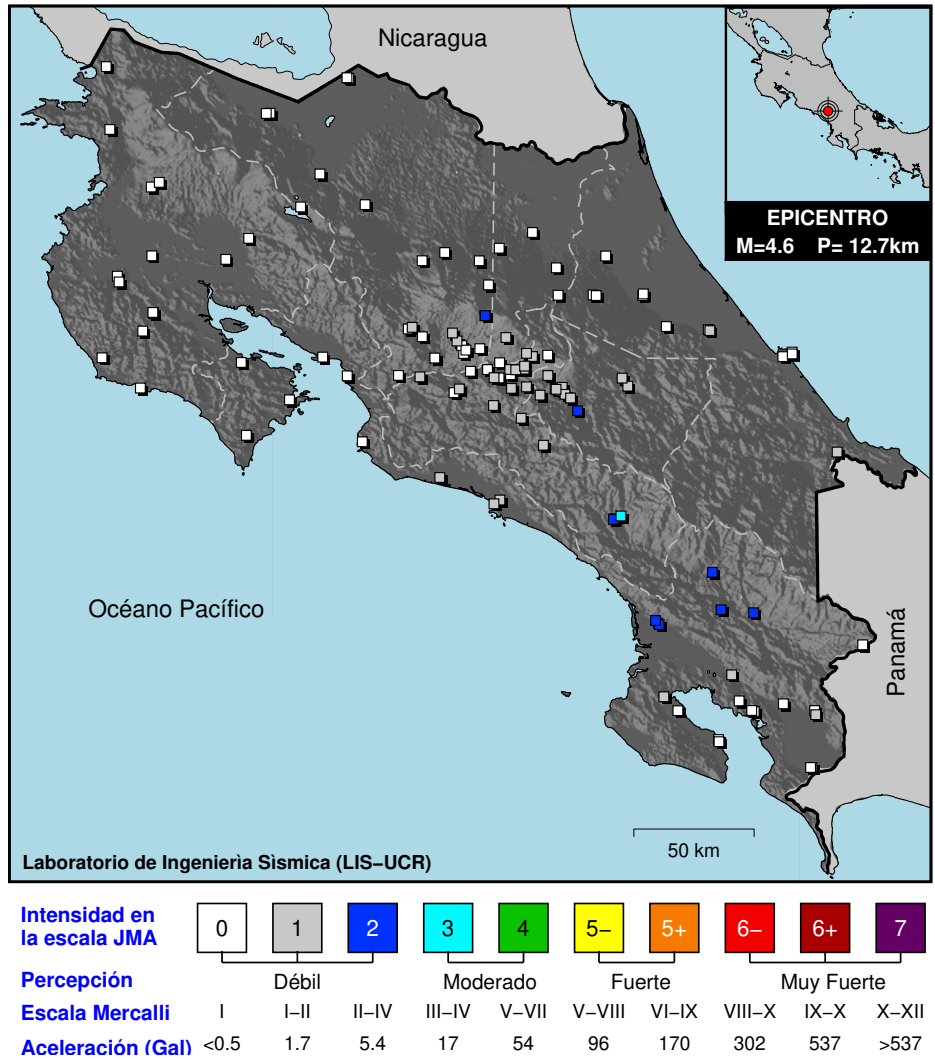 Nicaragua
EPICENTRO
M=4.6 P= 12.7km
Océano Pacífico
Panamá
50 km
Laboratorio de Ingenierìa Sìsmica (LIS−UCR)
Intensidad en
la escala JMA
0 1 2 3 4 5− 5+ 6− 6+ 7
Percepción Débil Moderado Fuerte Muy Fuerte
Escala Mercalli I I−II II−IV III−IV V−VII V−VIII VI−IX VIII−X IX−X X−XII
Aceleración (Gal) <0.5 1.7 5.4 17 54 96 170 302 537 >537